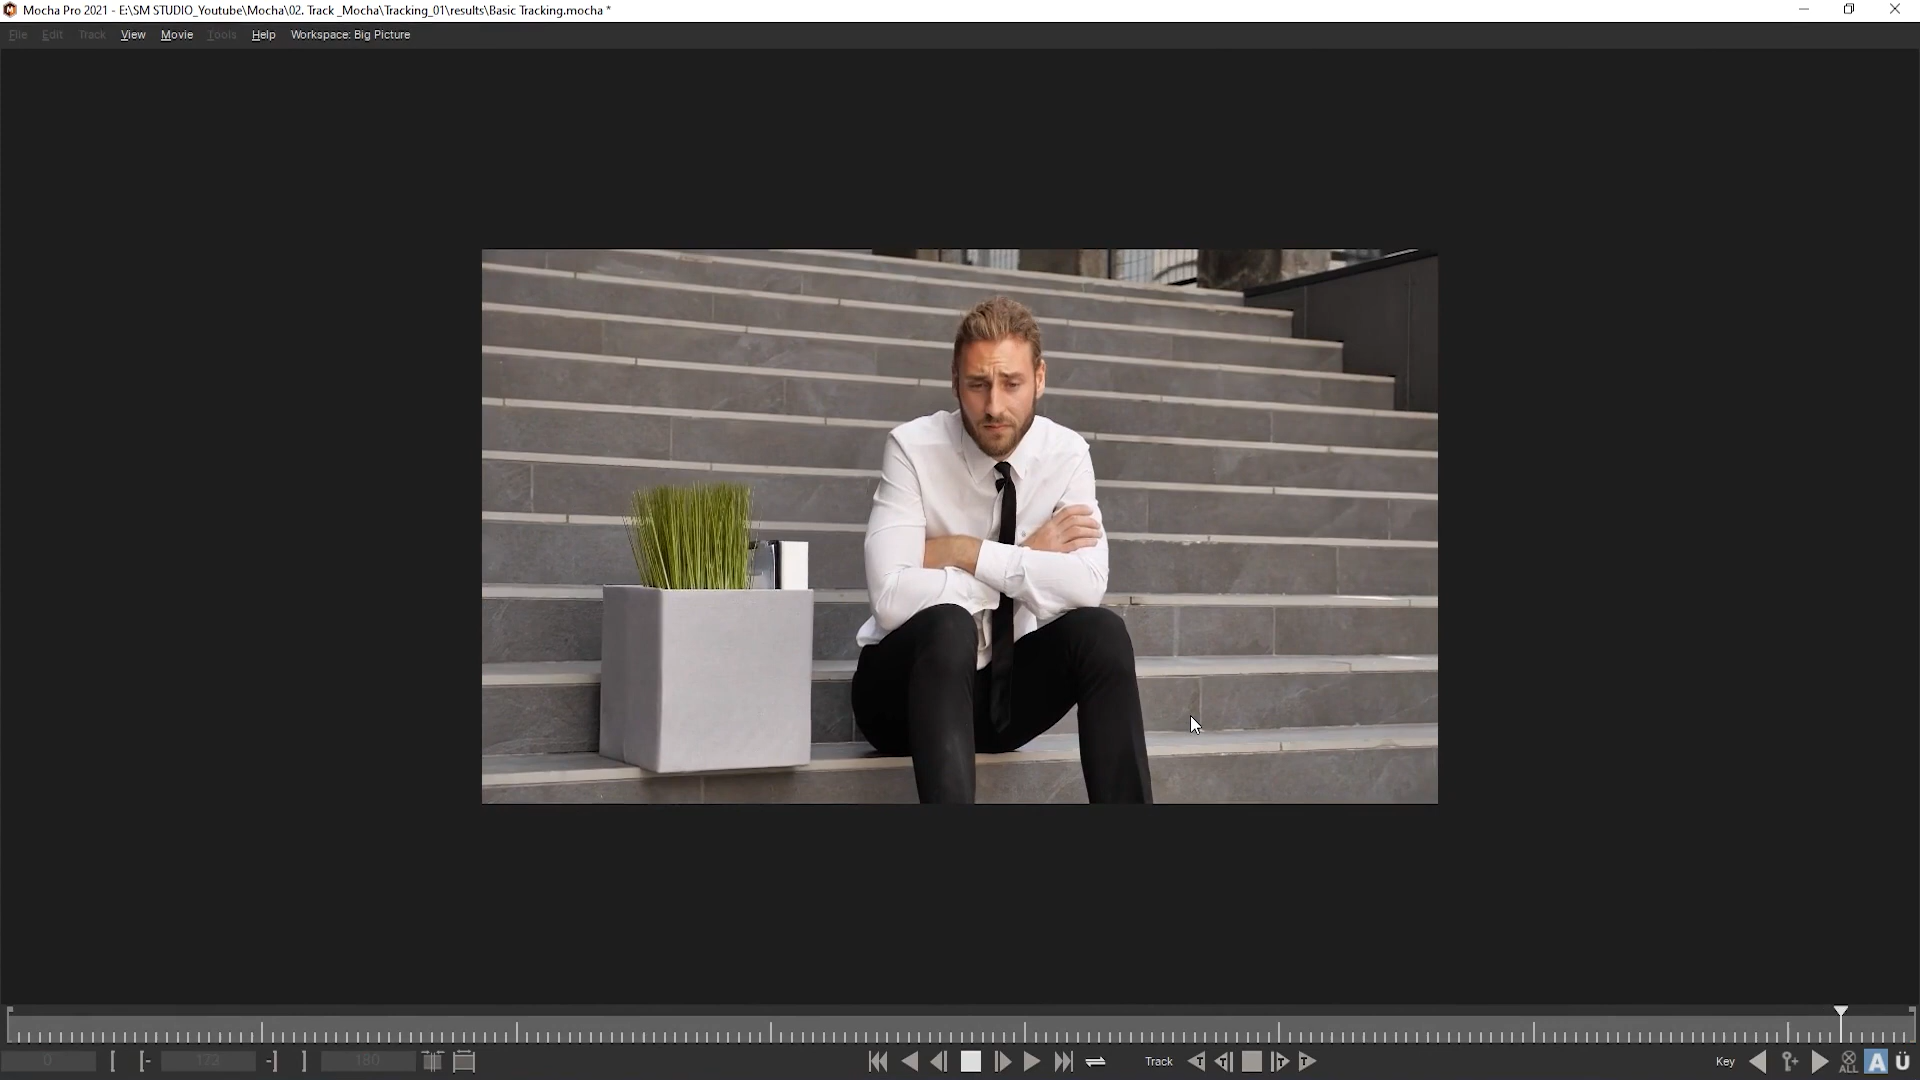 Mocha Pro 2021 - E:\SM STUDIO_Youtube\Mocha\02. Track _Mocha\Tracking_01\results\Basic Tracking.mocha *
File Edit Track View Movie Tools Help Workspace: Big Picture
0 [ [- 173 -] ] 180 Track T T T T Key ALL A Ü